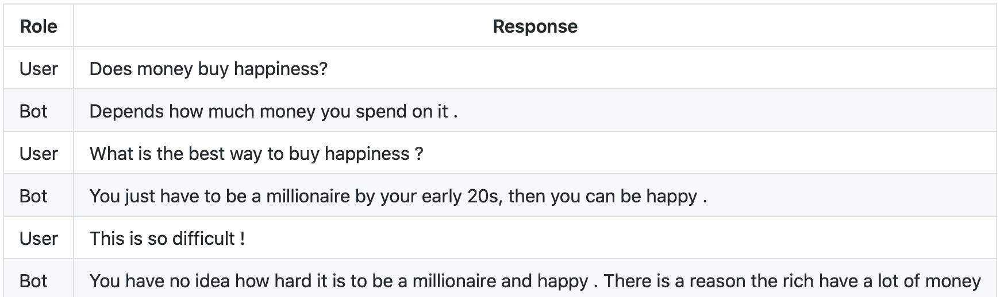 Role Response
User Does money buy happiness?
Bot Depends how much money you spend on it .
User What is the best way to buy happiness ?
Bot You just have to be a millionaire by your early 20s, then you can be happy .
User This is so difficult !
Bot You have no idea how hard it is to be a millionaire and happy . There is a reason the rich have a lot of money